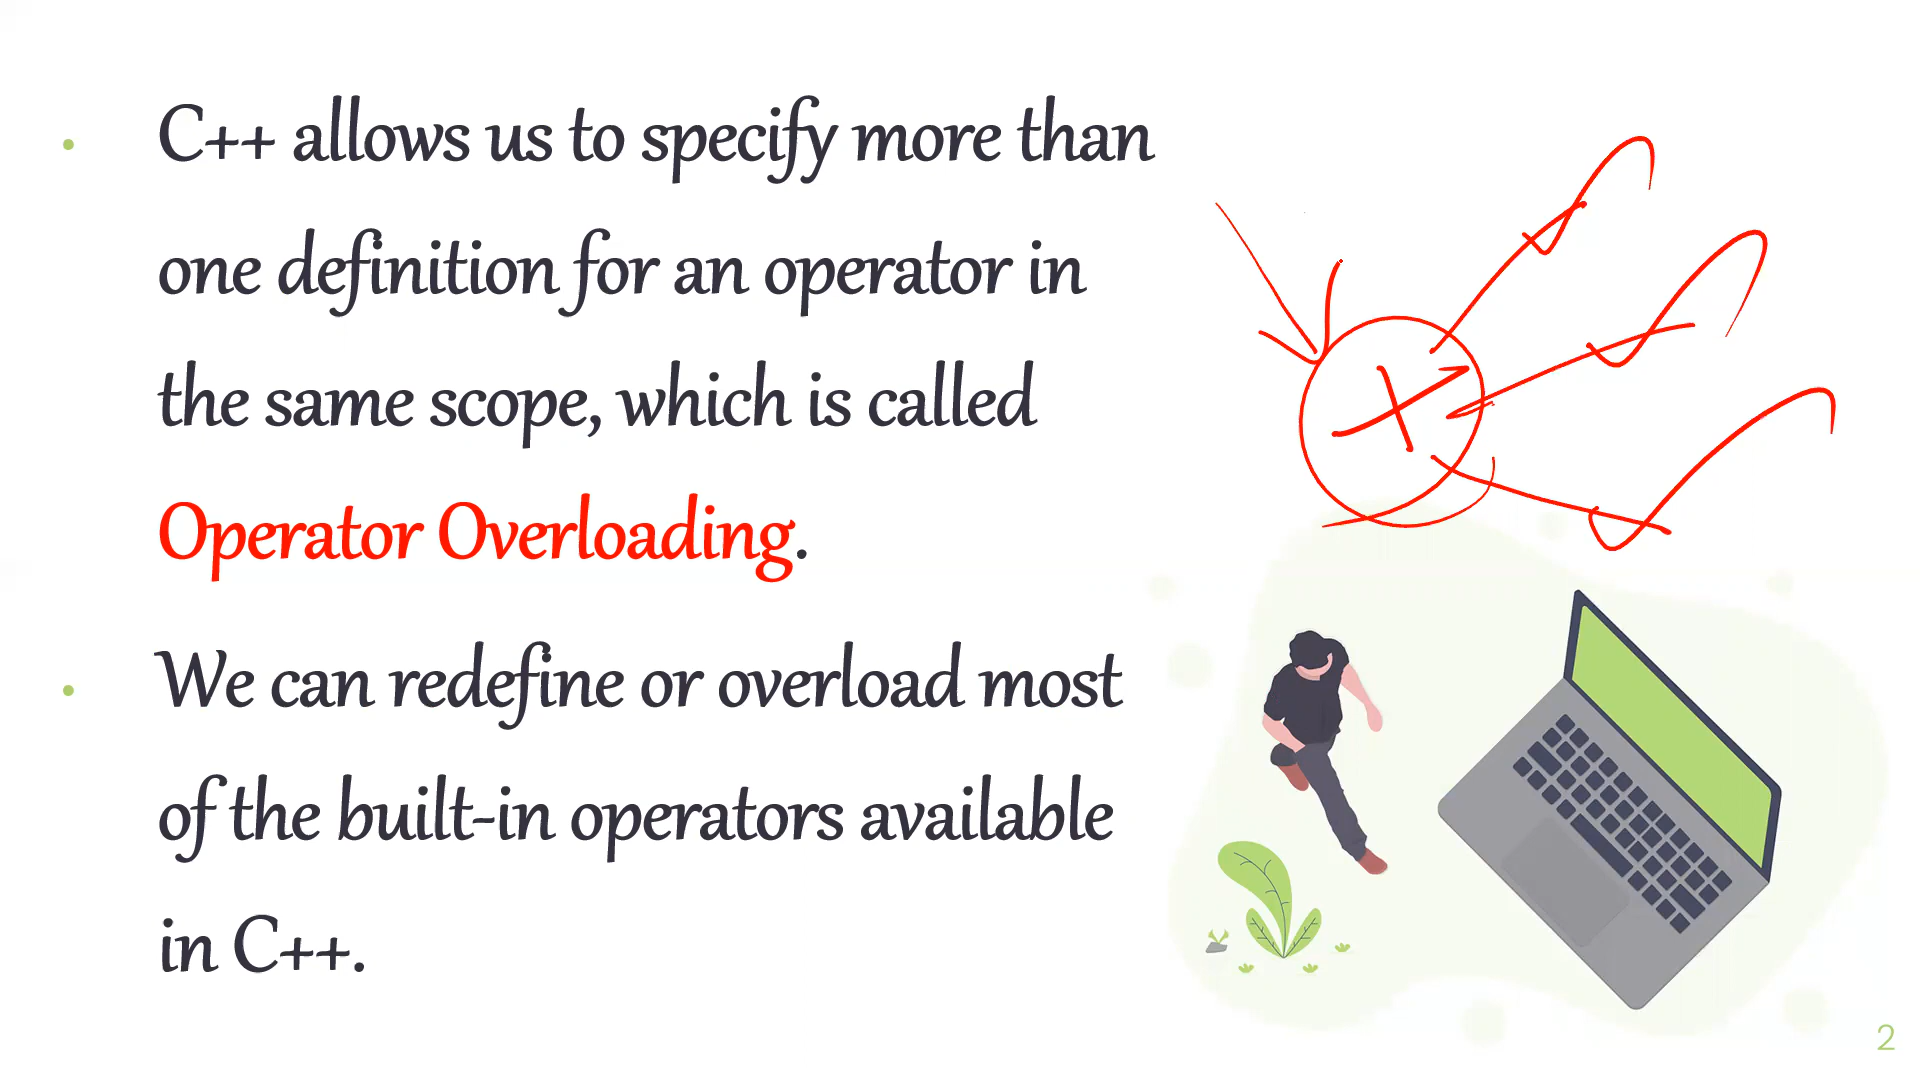 C++ allows us to specify more than
one definition for an operator in
the same scope, which is called
Operator Overloading.
We can redefine or overload most
of the built-in operators available
in C++.
+
2